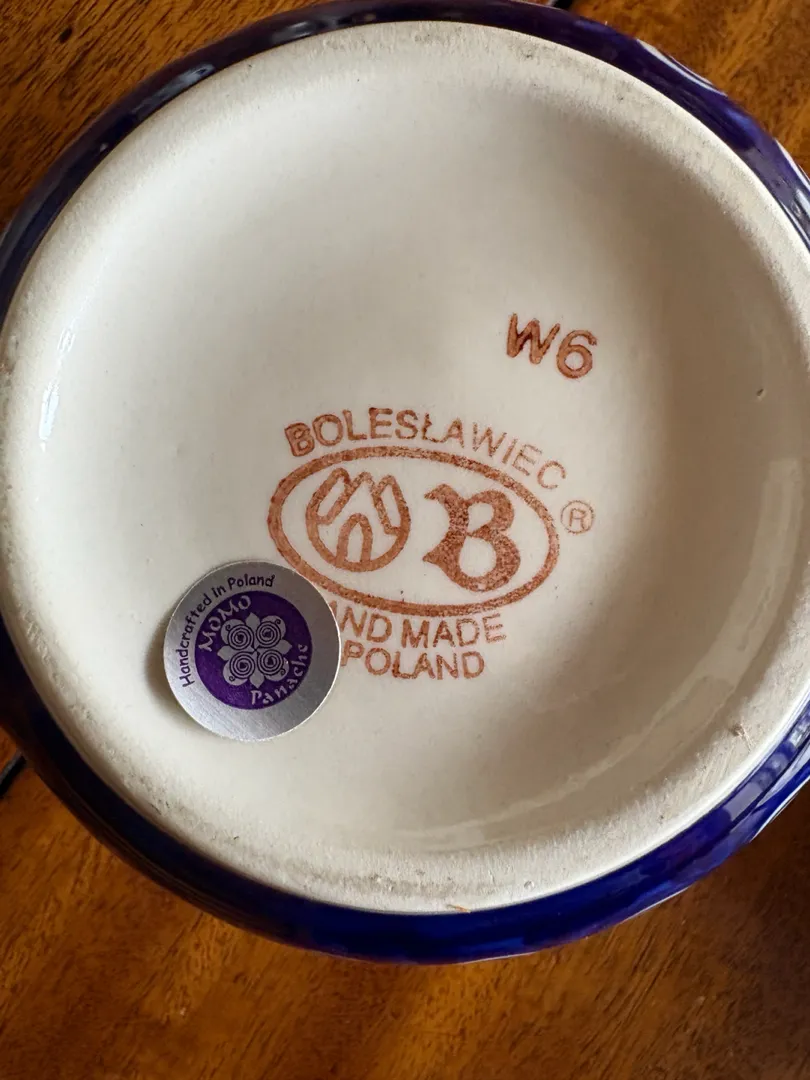 W6
BOLESŁAWIEC
®
B
AND MADE
POLAND
Handcrafted in Poland
MOMO
Panache